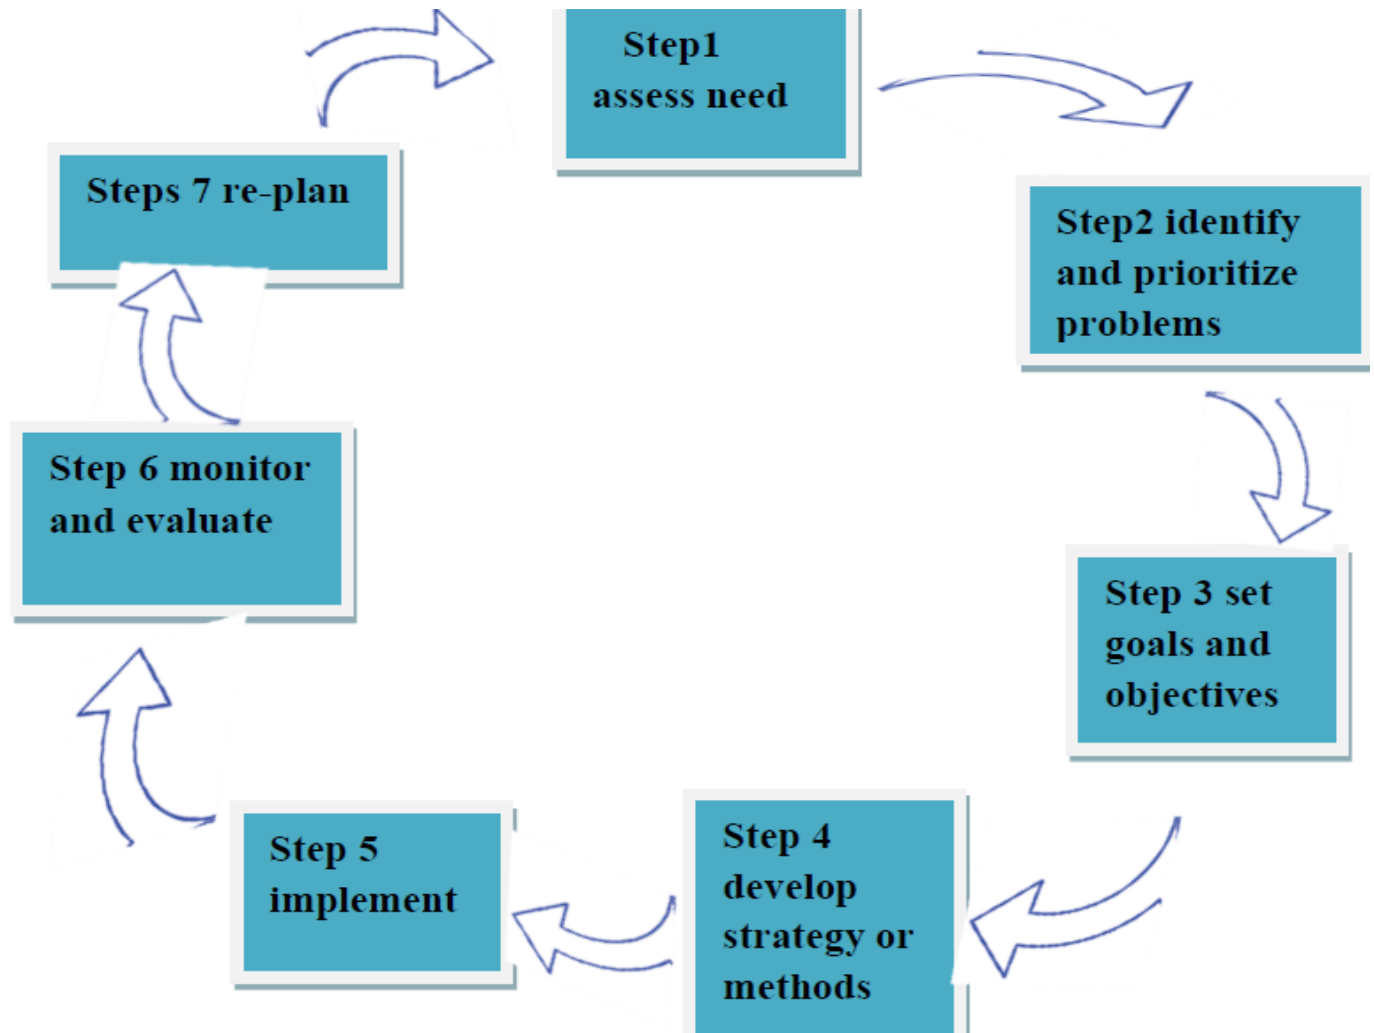 Step1
assess need
Step2 identify
and prioritize
problems
Step 3 set
goals and
objectives
Step 4
develop
strategy or
methods
Step 5
implement
Step 6 monitor
and evaluate
Steps 7 re-plan